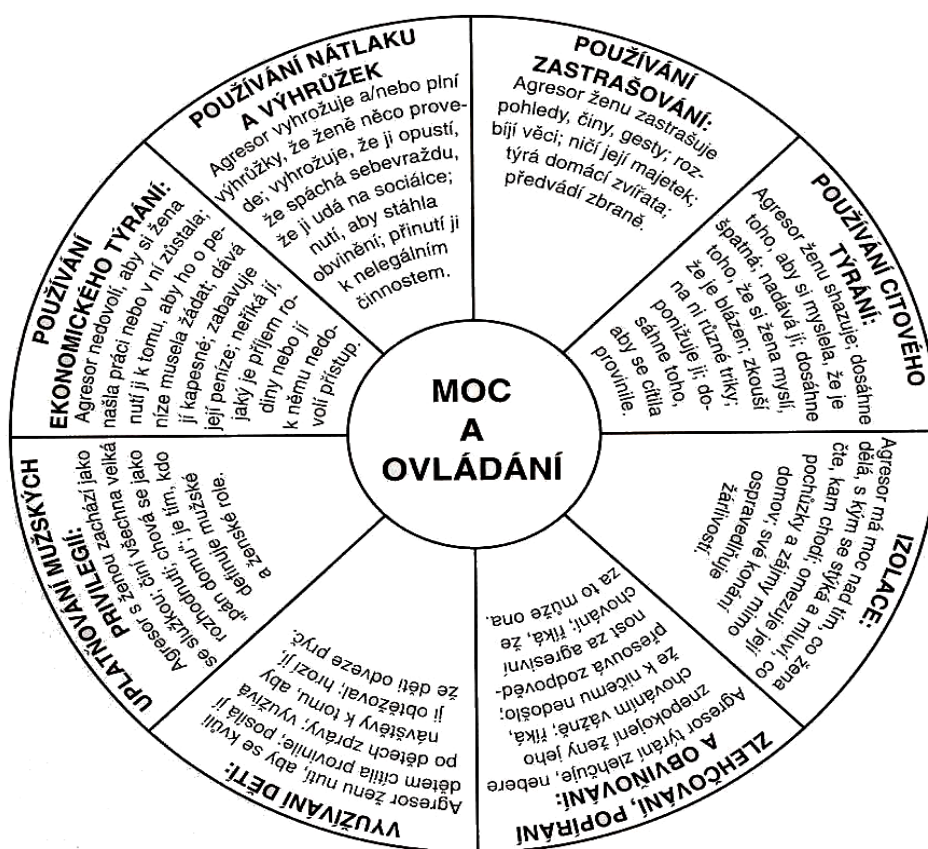 MOC
A
OVLÁDÁNÍ
POUŽÍVÁNÍ NÁTLAKU
A VÝHRŮŽEK
Agresor vyhrožuje a/nebo plní
výhrůžky, že ženě něco prove-
de; vyhrožuje, že ji opustí,
že spáchá sebevraždu,
že ji udá na sociálce;
nutí, aby stáhla
obvinění; přinutí ji
k nelegálním
činnostem.
POUŽÍVÁNÍ
ZASTRAŠOVÁNÍ:
Agresor ženu zastrašuje
pohledy, činy, gesty; roz-
bíjí věci; ničí její majetek;
týrá domácí zvířata;
předvádí zbraně.
POUŽÍVÁNÍ CITOVÉHO
TÝRÁNÍ:
Agresor ženu shazuje; dosáhne
toho, aby si myslela, že je
špatná; nadává jí; dosáhne
toho, že si žena myslí,
že je blázen; zkouší
na ni různé triky;
ponižuje ji; do-
sáhne toho,
aby se cítila
provinile.
IZOLACE:
Agresor má moc nad tím, co žena
dělá, s kým se stýká a mluví, co
čte, kam chodí; omezuje její
pochůzky a zájmy mimo
domov; své konání
ospravedlňuje
žárlivostí.
ZLEHČOVÁNÍ, POPÍRÁNÍ
A OBVIŇOVÁNÍ:
Agresor týrání zlehčuje, nebere
znepokojení ženy jeho
chováním vážně; říká,
že k ničemu nedošlo;
přesouvá zodpověd-
nost za agresivní
chování, říká, že
za to může ona.
VYUŽÍVÁNÍ DĚTÍ:
Agresor ženu nutí, aby se kvůli
dětem cítila provinile; posílá jí
po dětech zprávy; využívá
návštěvy k tomu, aby
ji obtěžoval; hrozí jí,
že děti odveze pryč.
UPLATŇOVÁNÍ MUŽSKÝCH
PRIVILEGIÍ:
Agresor s ženou zachází jako
se služkou; činí všechna velká
rozhodnutí; chová se jako
„pán domu“; je tím, kdo
definuje mužské
a ženské role.
POUŽÍVÁNÍ
EKONOMICKÉHO TÝRÁNÍ:
Agresor nedovolí, aby si žena
našla práci nebo v ní zůstala;
nutí ji k tomu, aby ho o pe-
níze musela žádat; dává
jí kapesné; zabavuje
její peníze; neříká jí,
jaký je příjem ro-
diny nebo jí
k němu nedo-
volí přístup.